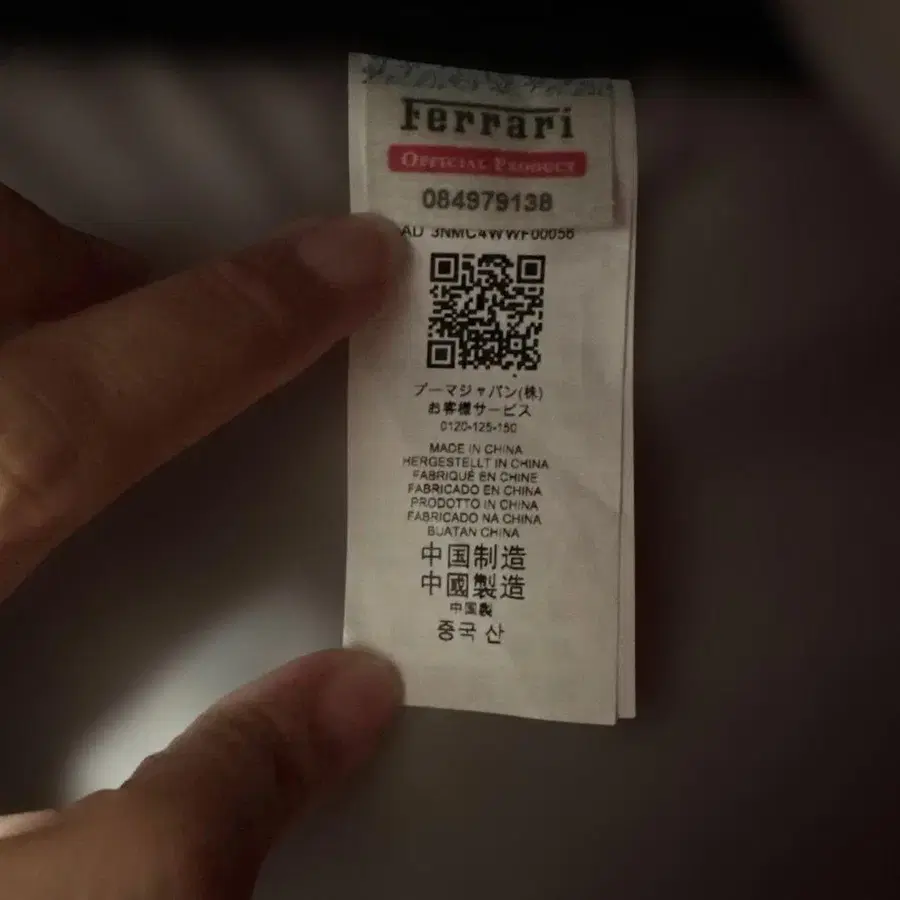 Ferrari
OFFICIAL PRODUCT
084979138
AD 3NMC4WWF00056
プーマジャパン(株)
お客様サービス
0120-125-150
MADE IN CHINA
HERGESTELLT IN CHINA
FABRIQUÉ EN CHINE
FABRICADO EN CHINA
PRODOTTO IN CHINA
FABRICADO NA CHINA
BUATAN CHINA
中国制造
中國製造
中国製
중국 산